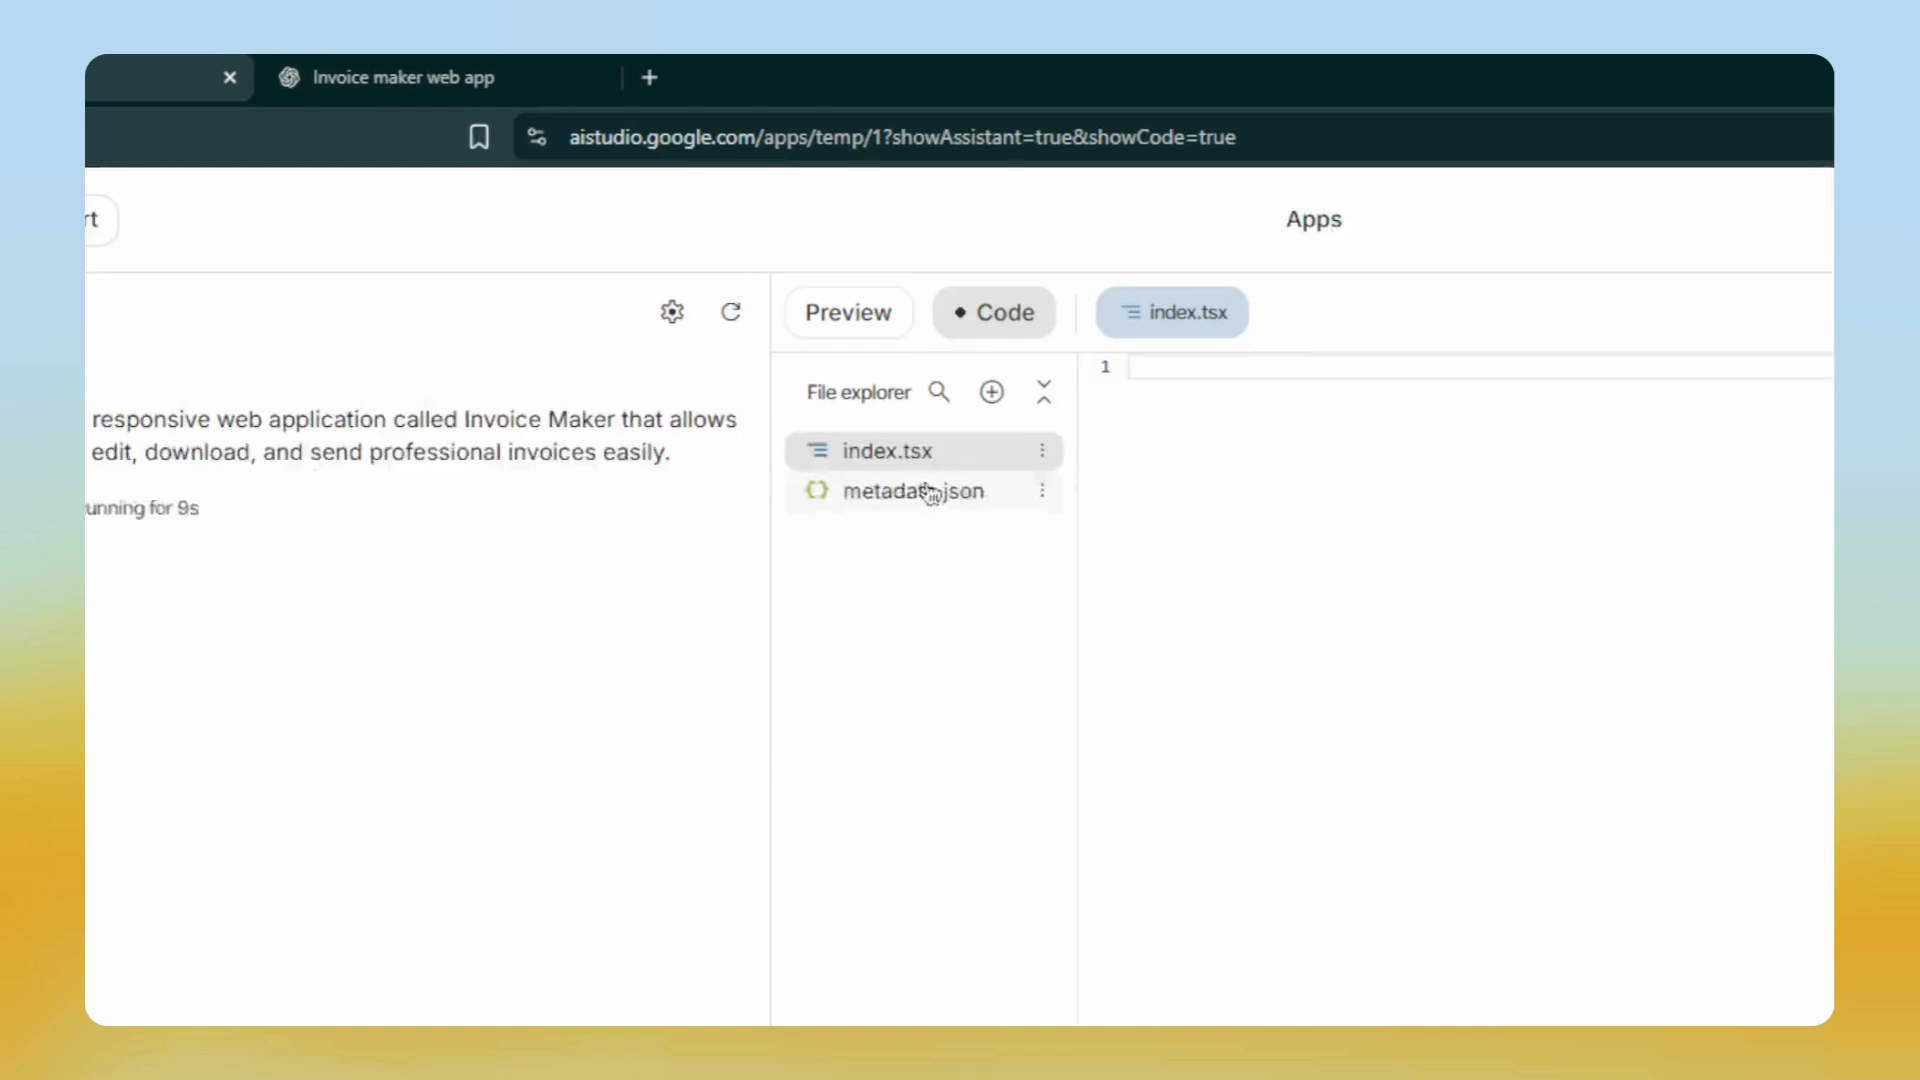 Invoice maker web app
aistudio.google.com/apps/temp/1?showAssistant=true&showCode=true
rt
Apps
Preview
Code
index.tsx
File explorer
1
responsive web application called Invoice Maker that allows
edit, download, and send professional invoices easily.
unning for 9s
index.tsx
json